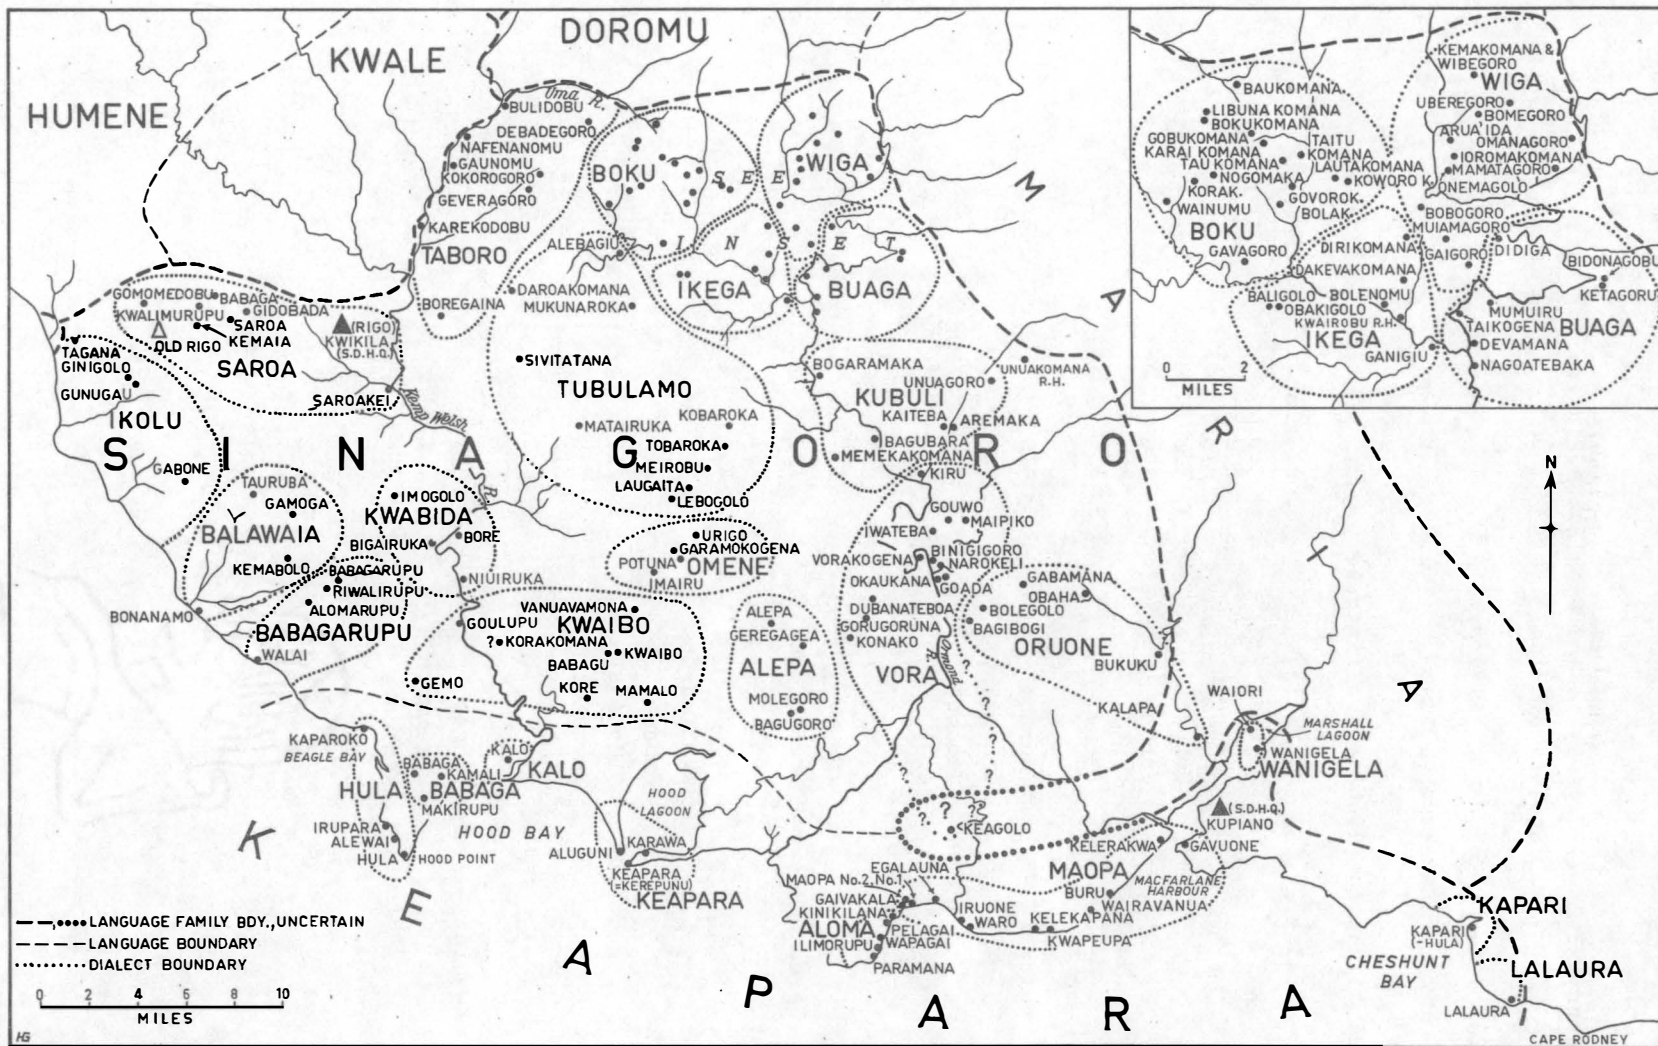 HUMENE
KWALE
DOROMU
Uma R.
BULIDOBU
DEBADEGORO
NAFENANOMU
GAUNOMU
KOKOROGORO
GEVERAGORO
KAREKODOBU
TABORO
BOREGAINA
BOKU
SEE
WIGA
INSET
ALEBAGIU
IKEGA
BUAGA
DAROAKOMANA
MUKUNAROKA
M
A
R
I
A
GOMOMEDOBU
BABAGA
KWALIMURUPU
GIDOBADA
SAROA
KEMAIA
OLD RIGO
(RIGO)
KWIKILA
(S.D.H.Q.)
SAROA
SAROAKEI
Kemp Welsh
R.
TAGANA
GINIGOLO
GUNUGAU
IKOLU
GABONE
SINAGORO
SIVITATANA
TUBULAMO
MATAIRUKA
KOBAROKA
TOBAROKA
MEIROBU
LAUGAITA
LEBOGOLO
BOGARAMAKA
UNUAGORO
UNUAKOMANA
R.H.
KUBULI
KAITEBA
AREMAKA
BAGUBARA
MEMEKAKOMANA
KIRU
TAURUBA
GAMOGA
BALAWAIA
KEMABOLO
IMOGOLO
KWABIDA
BIGAIRUKA
BORE
BABAGARUPU
RIWALIRUPU
ALOMARUPU
BABAGARUPU
BONANAMO
WALAI
NIUIRUKA
URIGO
GARAMOKOGENA
POTUNA
OMENE
IMAIRU
VANUAVAMONA
GOULUPU
KWAIBO
?
KORAKOMANA
KWAIBO
BABAGU
KORE
MAMALO
GEMO
ALEPA
GEREGAGEA
ALEPA
MOLEGORO
BAGUGORO
GOUWO
MAIPIKO
IWATEBA
VORAKOGENA
BINIGIGORO
NAROKELI
OKAUKANA
GOADA
DUBANATEBOA
GORUGORUNA
KONAKO
VORA
Ormond
R.
GABAMANA
OBAHA
BOLEGOLO
BAGIBOGI
ORUONE
BUKUKU
KALAPA
? ? ? ?
? ? ??
KEAGOLO
WAIORI
MARSHALL
LAGOON
WANIGELA
WANIGELA
(S.D.H.Q.)
KUPIANO
KAPAROKO
BEAGLE BAY
HULA
BABAGA
KAMALI
BABAGA
MAKIRUPU
KALO
KALO
IRUPARA
ALEWAI
HULA
HOOD POINT
HOOD BAY
HOOD
LAGOON
ALUGUNI
KARAWA
KEAPARA
(=KEREPUNU)
KEAPARA
KEAPARA
EGALAUNA
MAOPA No.2, No.1
GAIVAKALA
KINIKILANA
ALOMA
PELAGAI
WAPAGAI
ILIMORUPU
PARAMANA
IRUONE
WARO
KELEKAPANA
KWAPEUPA
MAOPA
BURU
WAIRAVANUA
KELERAKWA
GAVUONE
MACFARLANE
HARBOUR
KAPARI
KAPARI
(-HULA)
CHESHUNT
BAY
LALAURA
LALAURA
CAPE RODNEY
N
LANGUAGE FAMILY BDY.,UNCERTAIN
LANGUAGE BOUNDARY
DIALECT BOUNDARY
0 2 4 6 8 10
MILES
HG
KEMAKOMANA &
WIBEGORO
WIGA
BAUKOMANA
LIBUNA KOMANA
BOKUKOMANA
GOBUKOMANA
KARAI KOMANA
TAITU
KOMANA
TAUKOMANA
NOGOMAKA
ILAUTAKOMANA
KOWORO K.
KORAK.
WAINUMU
GOVOROK.
BOLAK.
BOKU
GAVAGORO
UBEREGORO
BOMEGORO
ARUA'IDA
OMANAGORO
IOROMAKOMANA
MAMATAGORO
ONEMAGOLO
BOBOGORO
MUIAMAGORO
DIRIKOMANA
GAIGORO
DIDIGA
BIDONAGOBU
KETAGORU
DAKEVAKOMANA
BALIGOLO
BOLENOMU
OBAKIGOLO
KWAIROBU R.H.
IKEGA
GANIGIU
MUMUIRU
TAIKOGENA
BUAGA
DEVAMANA
NAGOATEBAKA
0 2
MILES